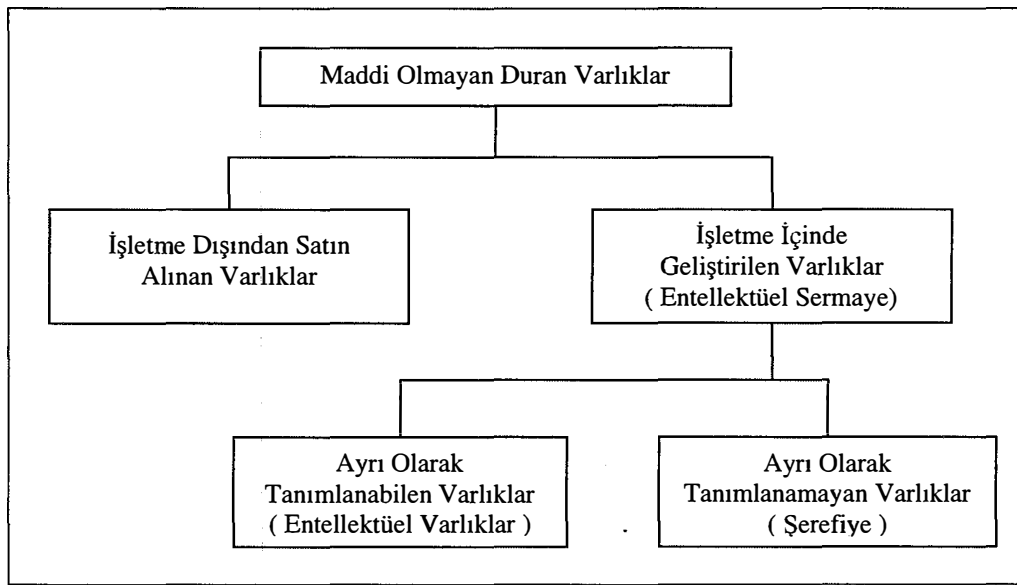 Maddi Olmayan Duran Varlıklar
İşletme Dışından Satın
Alınan Varlıklar
İşletme İçinde
Geliştirilen Varlıklar
( Entellektüel Sermaye)
Ayrı Olarak
Tanımlanabilen Varlıklar
( Entellektüel Varlıklar )
Ayrı Olarak
Tanımlanamayan Varlıklar
( Şerefiye )